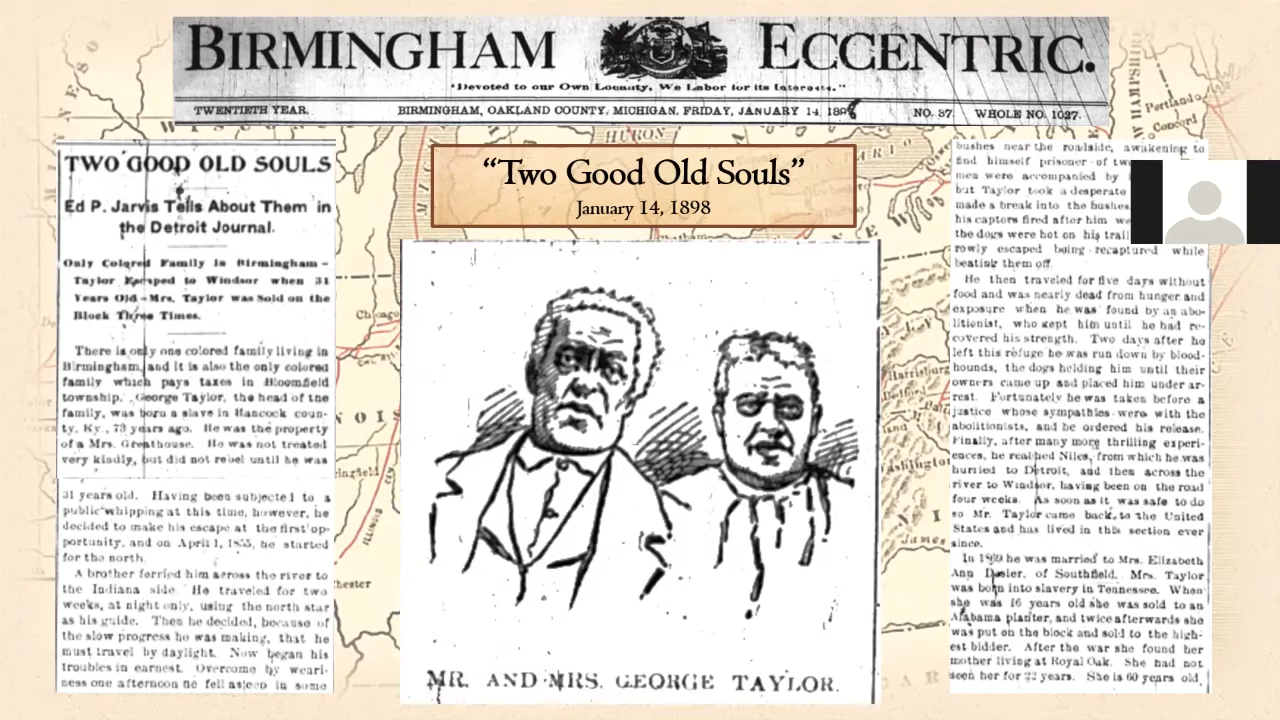 BIRMINGHAM ECCENTRIC.
"Devoted to our Own Locality, We Labor for its Interests."
TWENTIETH YEAR. BIRMINGHAM, OAKLAND COUNTY, MICHIGAN, FRIDAY, JANUARY 14, 1898 NO. 37. WHOLE NO. 1027.
TWO GOOD OLD SOULS
Ed P. Jarvis Tells About Them in
the Detroit Journal.
Only Colored Family in Birmingham -
Taylor Escaped to Windsor when 31
Years Old - Mrs. Taylor was Sold on the
Block Three Times.
There is only one colored family living in
Birmingham, and it is also the only colored
family which pays taxes in Bloomfield
township. George Taylor, the head of the
family, was born a slave in Hancock coun-
ty, Ky., 73 years ago. He was the property
of a Mrs. Greathouse. He was not treated
very kindly, but did not rebel until he was
31 years old. Having been subjected to a
public whipping at this time, however, he
decided to make his escape at the first op-
portunity, and on April 1, 1855, he started
for the north.
A brother ferried him across the river to
the Indiana side. He traveled for two
weeks, at night only, using the north star
as his guide. Then he decided, because of
the slow progress he was making, that he
must travel by daylight. Now began his
troubles in earnest. Overcome by weari-
ness one afternoon he fell asleep in some
"Two Good Old Souls"
January 14, 1898
MR. AND MRS. GEORGE TAYLOR.
bushes near the roadside, awakening to
find himself prisoner of two
men were accompanied by
but Taylor took a desperate
made a break into the bushes.
his captors fired after him
the dogs were hot on his trail
rowly escaped being recaptured while
beating them off.
He then traveled for five days without
food and was nearly dead from hunger and
exposure when he was found by an abo-
litionist, who kept him until he had re-
covered his strength. Two days after he
left this refuge he was run down by blood-
hounds, the dogs holding him until their
owners came up and placed him under ar-
rest. Fortunately he was taken before a
justice whose sympathies were with the
abolitionists, and he ordered his release.
Finally, after many more thrilling experi-
ences, he reached Niles, from which he was
hurried to Detroit, and then across the
river to Windsor, having been on the road
four weeks. As soon as it was safe to do
so Mr. Taylor came back to the United
States and has lived in this section ever
since.
In 1869 he was married to Mrs. Elizabeth
Ann Dosier, of Southfield. Mrs. Taylor
was born into slavery in Tennessee. When
she was 16 years old she was sold to an
Alabama planter, and twice afterwards she
was put on the block and sold to the high-
est bidder. After the war she found her
mother living at Royal Oak. She had not
seen her for 22 years. She is 60 years old,
HURON
Chicago
Portland
Concord
Harrisburg
Washington
ILLINOIS
James